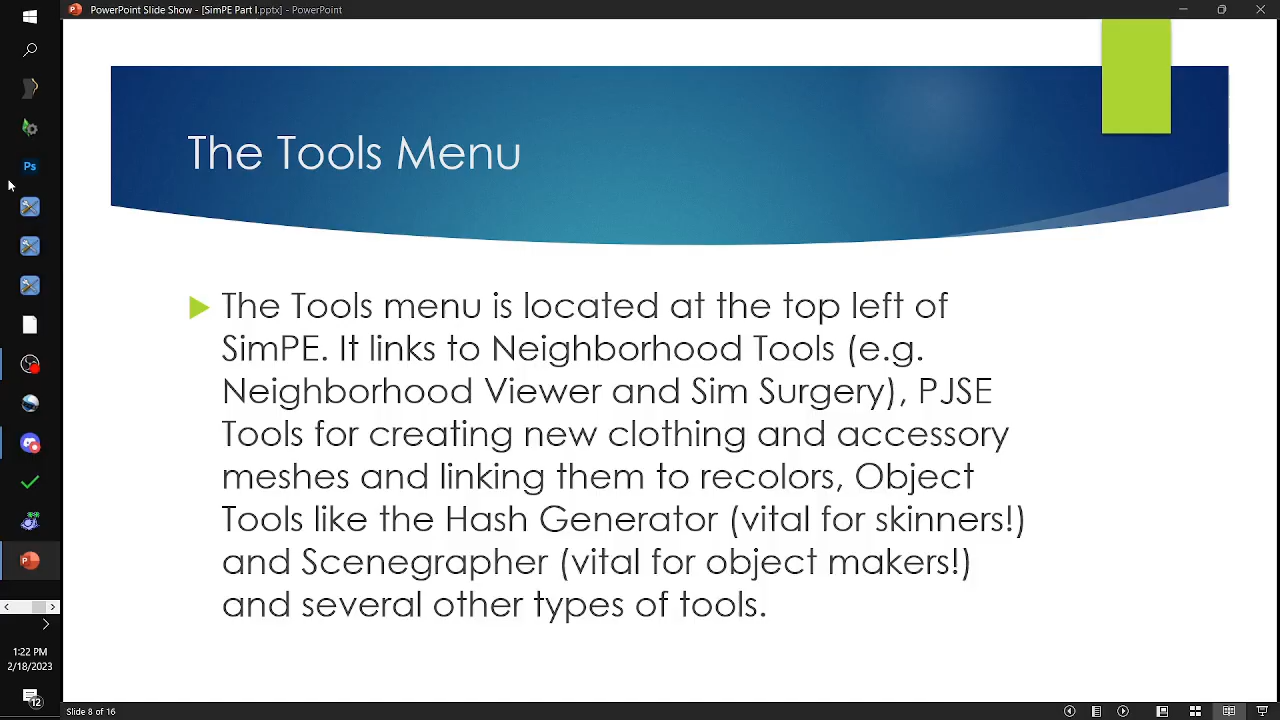 PowerPoint Slide Show - [SimPE Part I.pptx] - PowerPoint
The Tools Menu
The Tools menu is located at the top left of
SimPE. It links to Neighborhood Tools (e.g.
Neighborhood Viewer and Sim Surgery), PJSE
Tools for creating new clothing and accessory
meshes and linking them to recolors, Object
Tools like the Hash Generator (vital for skinners!)
and Scenegrapher (vital for object makers!)
and several other types of tools.
Ps
1:22 PM
2/18/2023
12
Slide 8 of 16